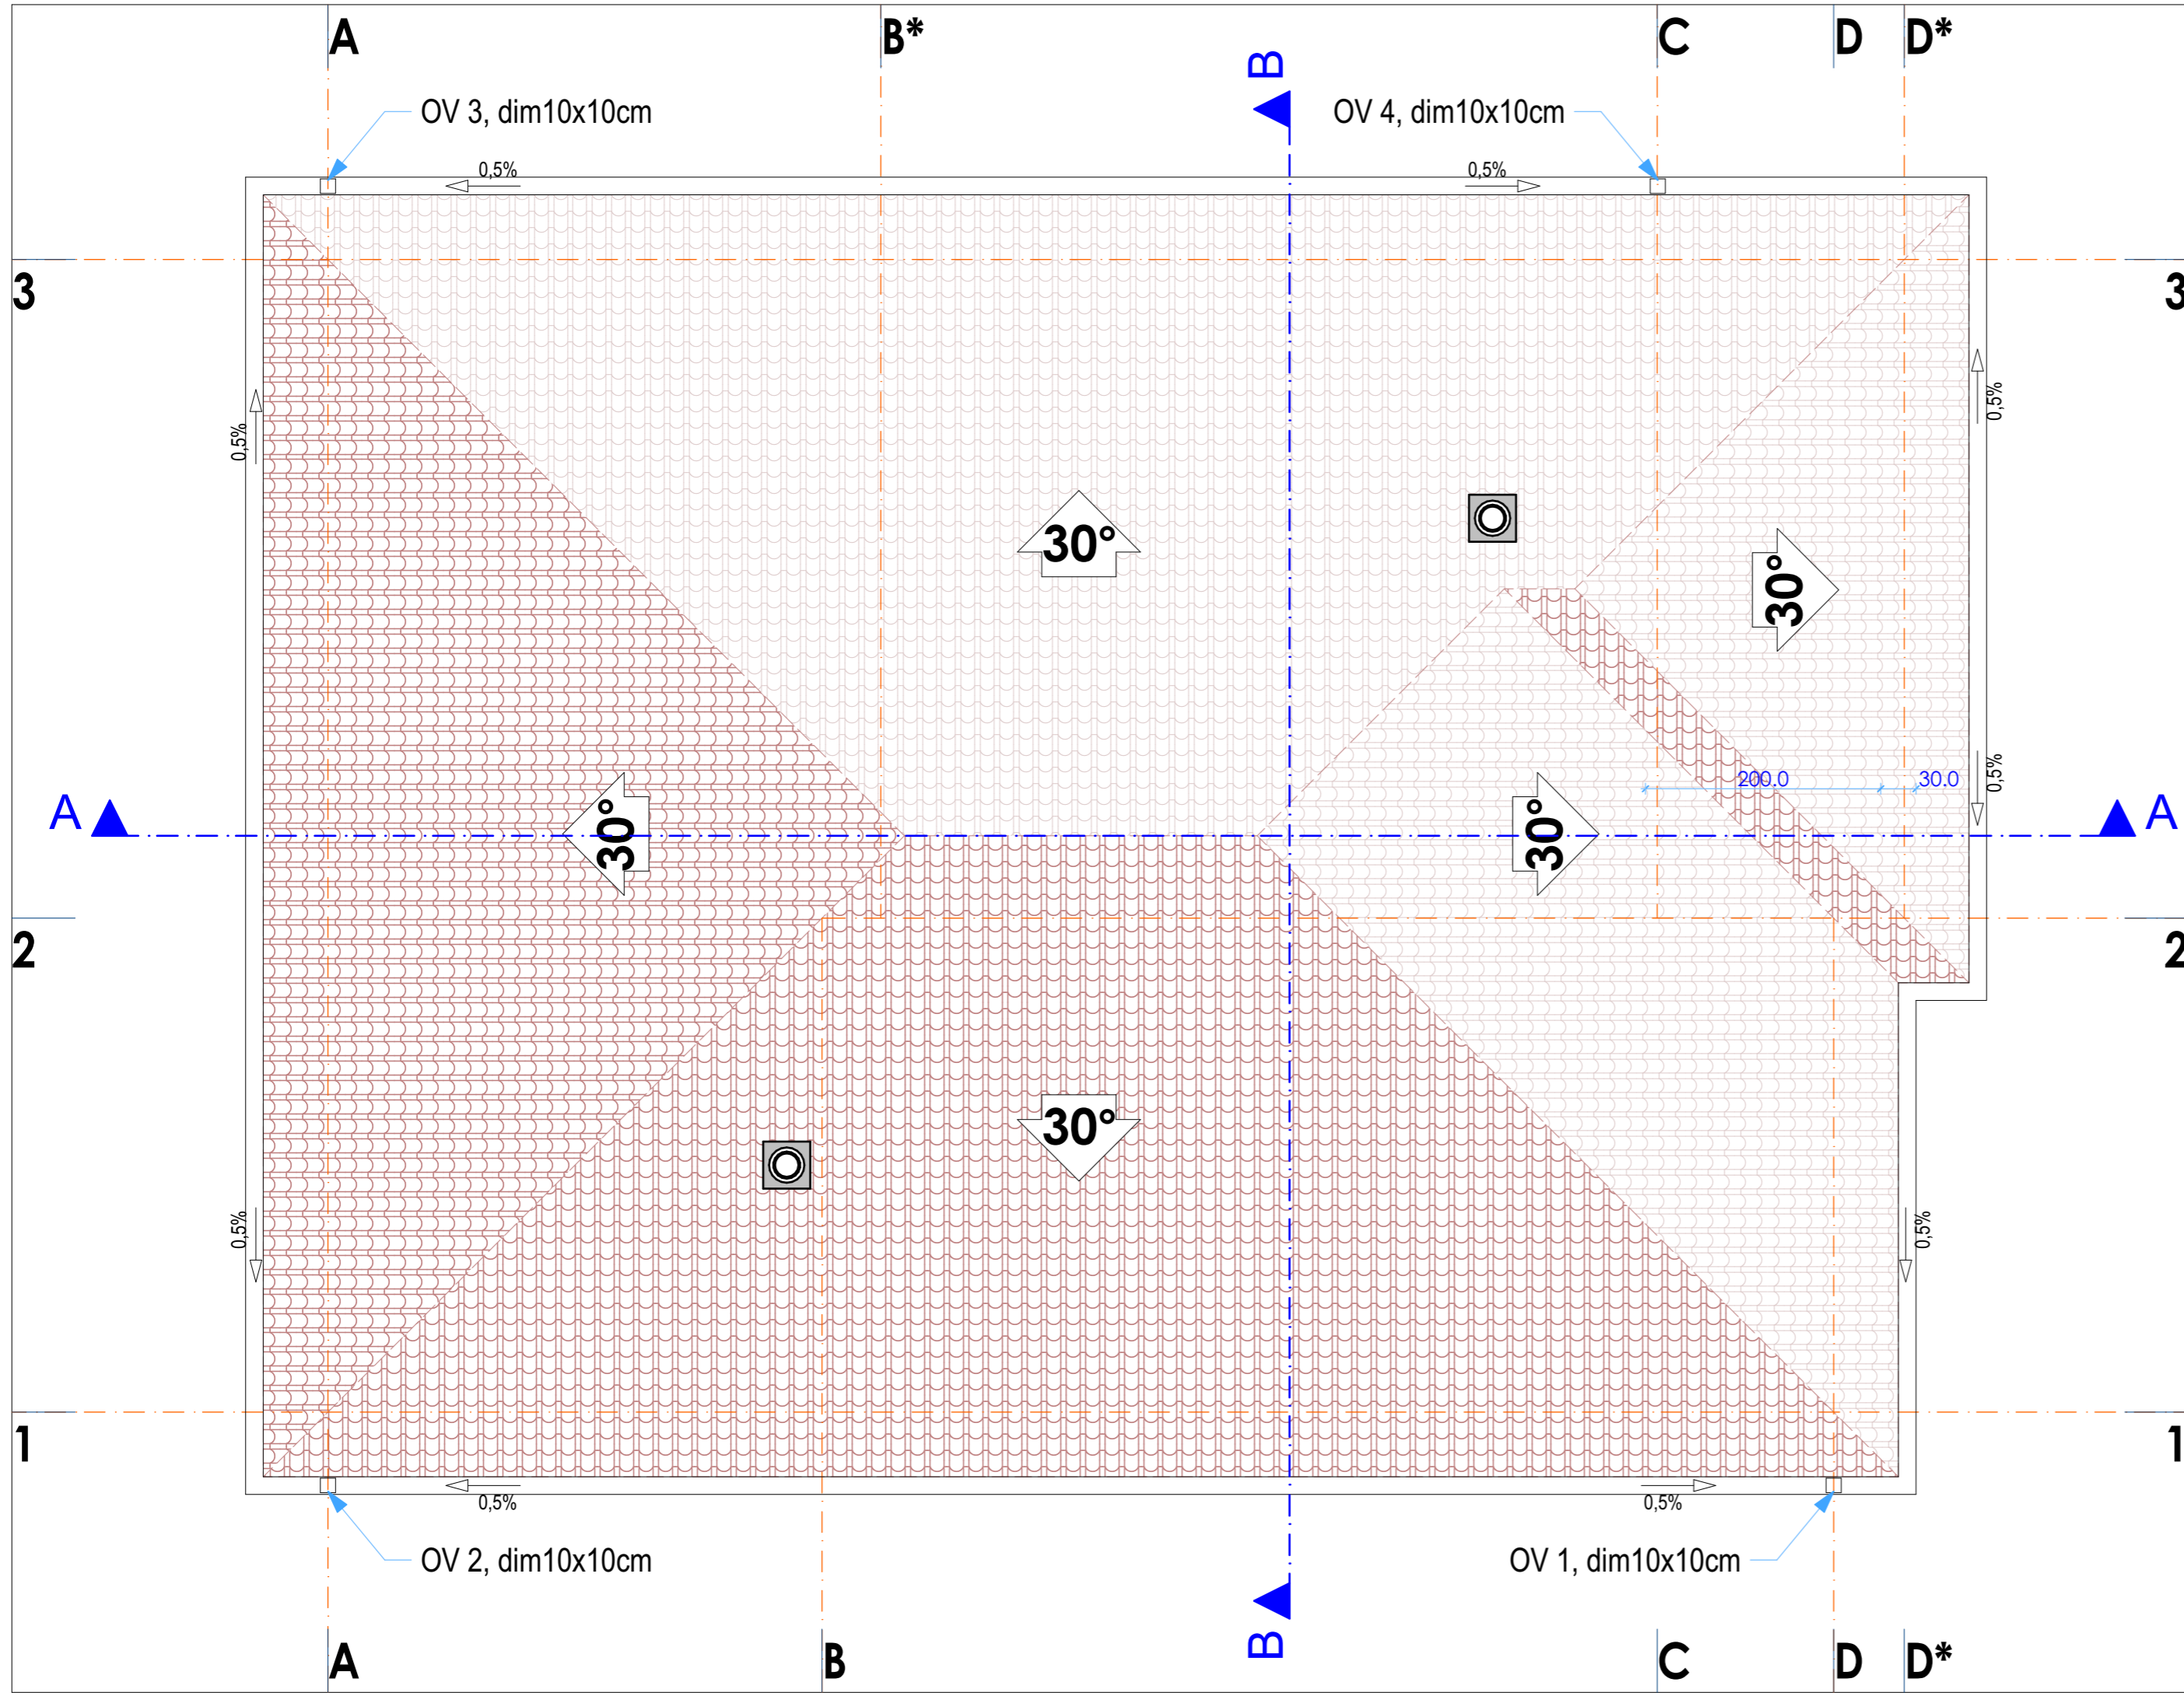 A B* C D D*
B
OV 3, dim10x10cm
OV 4, dim10x10cm
0,5%
0,5%
3
3
0,5%
0,5%
30°
30°
200.0
30.0
0,5%
A
A
30°
30°
2
2
30°
0,5%
0,5%
1
1
0,5%
0,5%
OV 2, dim10x10cm
OV 1, dim10x10cm
B
A B C D D*